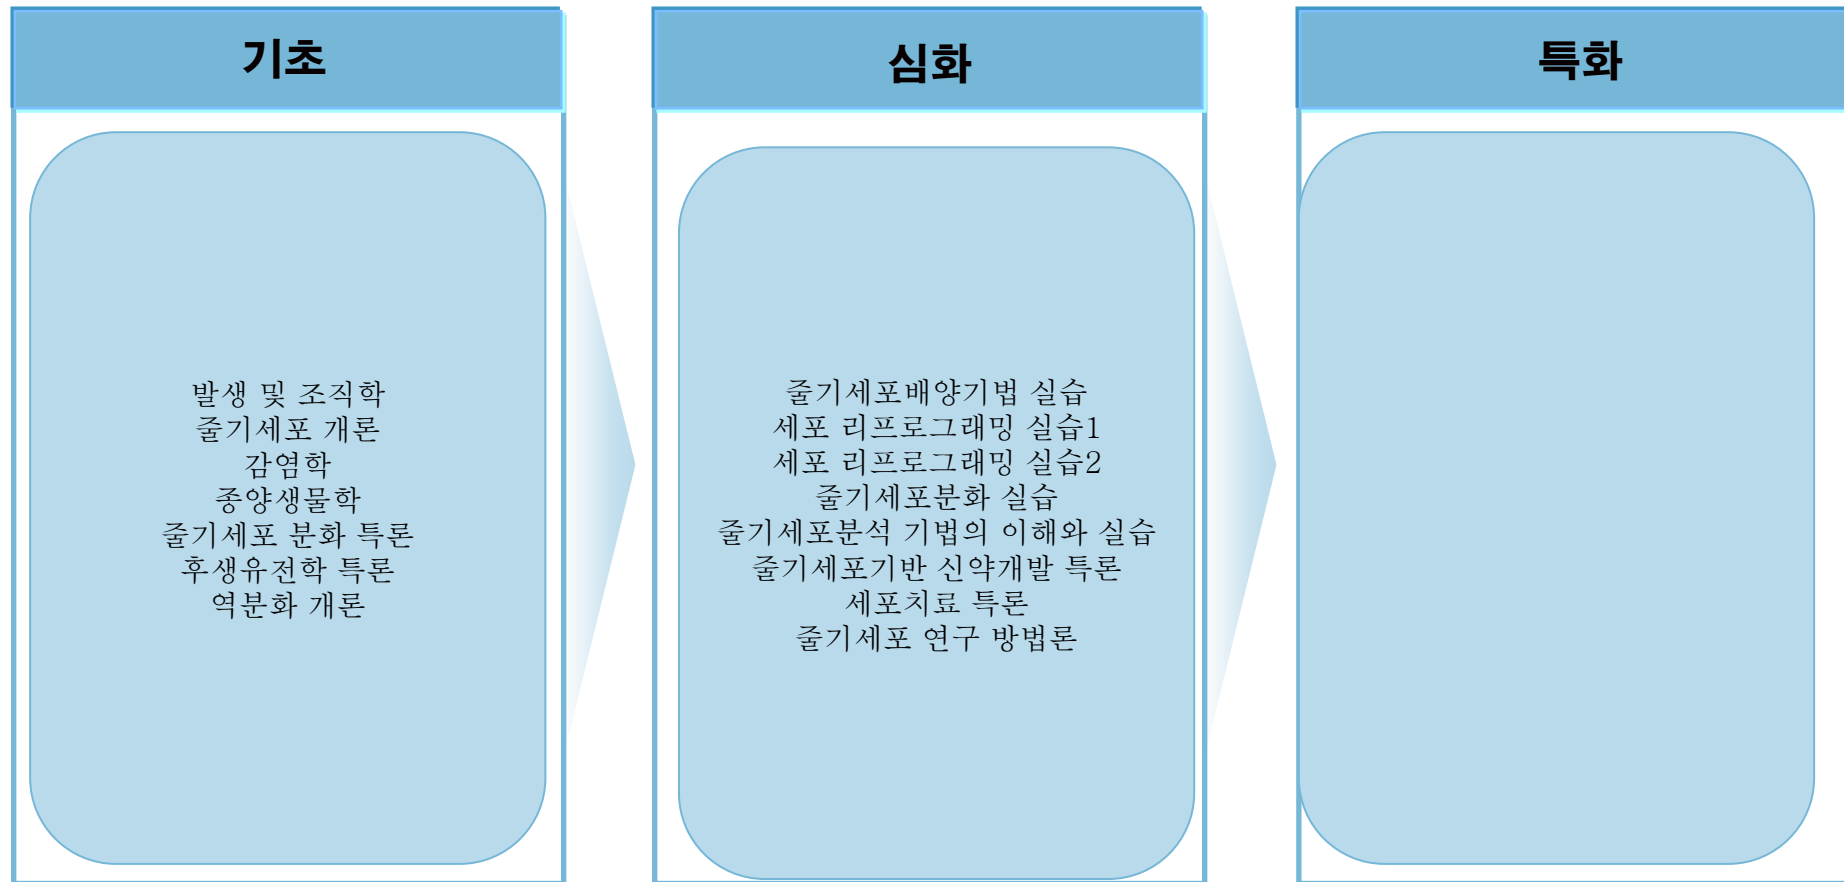 기초
발생 및 조직학
줄기세포 개론
감염학
종양생물학
줄기세포 분화 특론
후생유전학 특론
역분화 개론
심화
줄기세포배양기법 실습
세포 리프로그래밍 실습1
세포 리프로그래밍 실습2
줄기세포분화 실습
줄기세포분석 기법의 이해와 실습
줄기세포기반 신약개발 특론
세포치료 특론
줄기세포 연구 방법론
특화